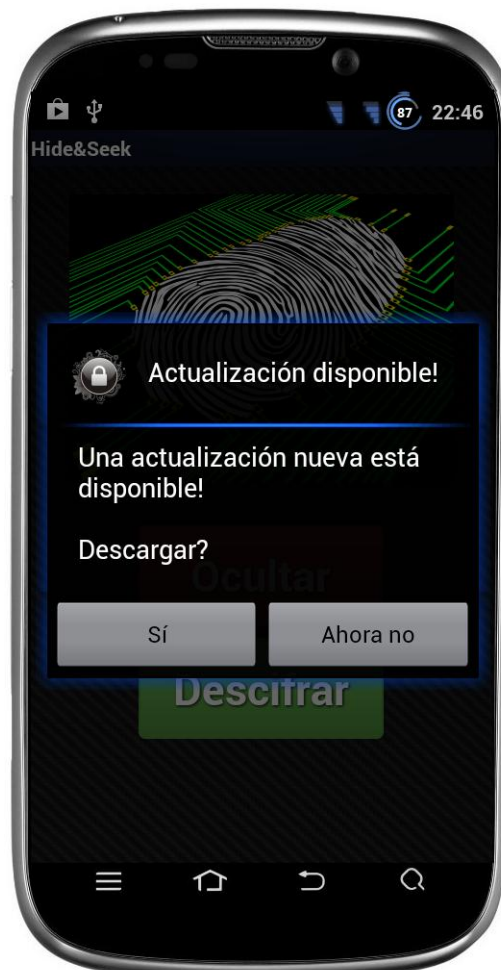 87 22:46
Hide&Seek
Actualización disponible!
Una actualización nueva está
disponible!
Descargar?
Ocultar
Sí Ahora no
Descifrar